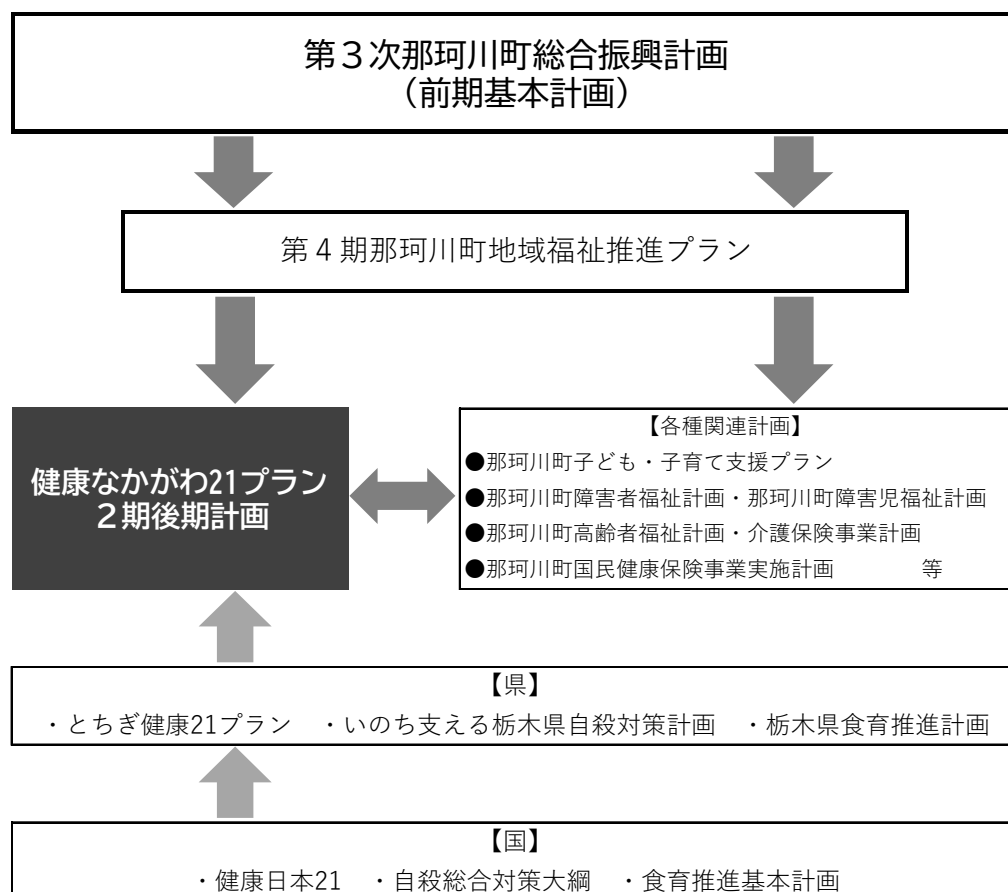 第3次那珂川町総合振興計画
(前期基本計画)
第4期那珂川町地域福祉推進プラン
健康なかがわ21プラン
2期後期計画
【各種関連計画】
●那珂川町子ども・子育て支援プラン
●那珂川町障害者福祉計画・那珂川町障害児福祉計画
●那珂川町高齢者福祉計画・介護保険事業計画
●那珂川町国民健康保険事業実施計画 等
【県】
・とちぎ健康21プラン ・いのち支える栃木県自殺対策計画 ・栃木県食育推進計画
【国】
・健康日本21 ・自殺総合対策大綱 ・食育推進基本計画